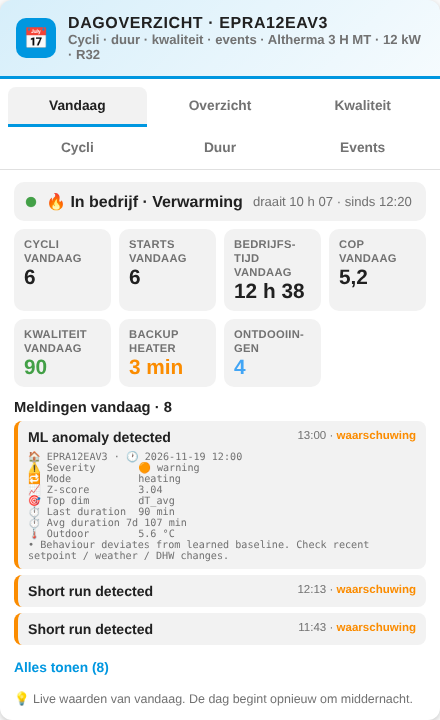 DAGOVERZICHT · EPRA12EAV3
Cycli · duur · kwaliteit · events · Altherma 3 H MT · 12 kW
· R32
Vandaag
Overzicht
Kwaliteit
Cycli
Duur
Events
🔥 In bedrijf · Verwarming
draait 10 h 07 · sinds 12:20
CYCLI
VANDAAG
6
STARTS
VANDAAG
6
BEDRIJFS-
TIJD
VANDAAG
12 h 38
COP
VANDAAG
5,2
KWALITEIT
VANDAAG
90
BACKUP
HEATER
3 min
ONTDOOIIN-
GEN
4
Meldingen vandaag · 8
ML anomaly detected
13:00 · waarschuwing
🏠 EPRA12EAV3 · 🕐 2026-11-19 12:00
⚠️ Severity 🟠 warning
🔁 Mode heating
📈 Z-score 3.04
🎯 Top dim dT_avg
⏱️ Last duration 90 min
⏱️ Avg duration 7d 107 min
🌡️ Outdoor 5.6 °C
• Behaviour deviates from learned baseline. Check recent
setpoint / weather / DHW changes.
Short run detected
12:13 · waarschuwing
Short run detected
11:43 · waarschuwing
Alles tonen (8)
💡 Live waarden van vandaag. De dag begint opnieuw om middernacht.